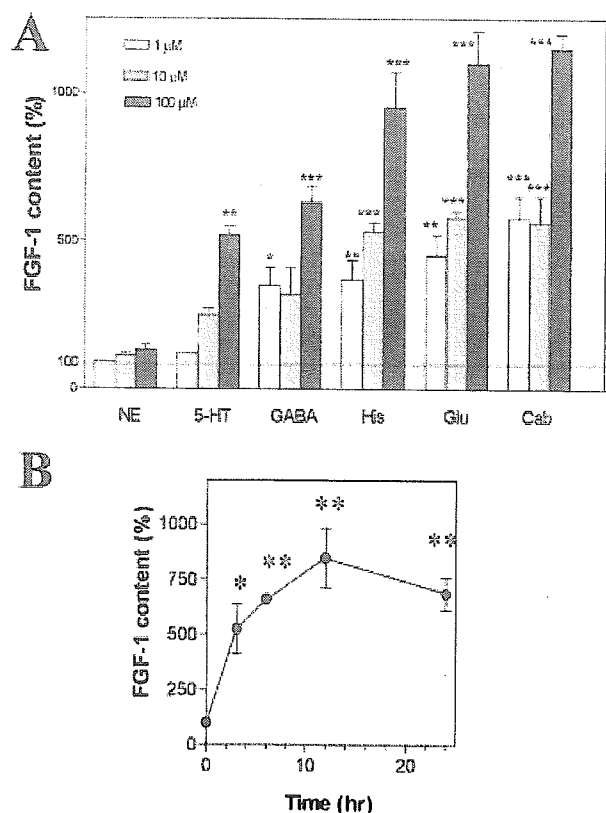 A
FGF-1 content (%)
1 μM
10 μM
100 μM
1000
500
100
0
** *** * *** ** *** *** ** *** *** *** *** ***
NE 5-HT GABA His Glu Cab
B
FGF-1 content (%)
1000
750
500
250
0
* ** ** **
0 10 20
Time (hr)